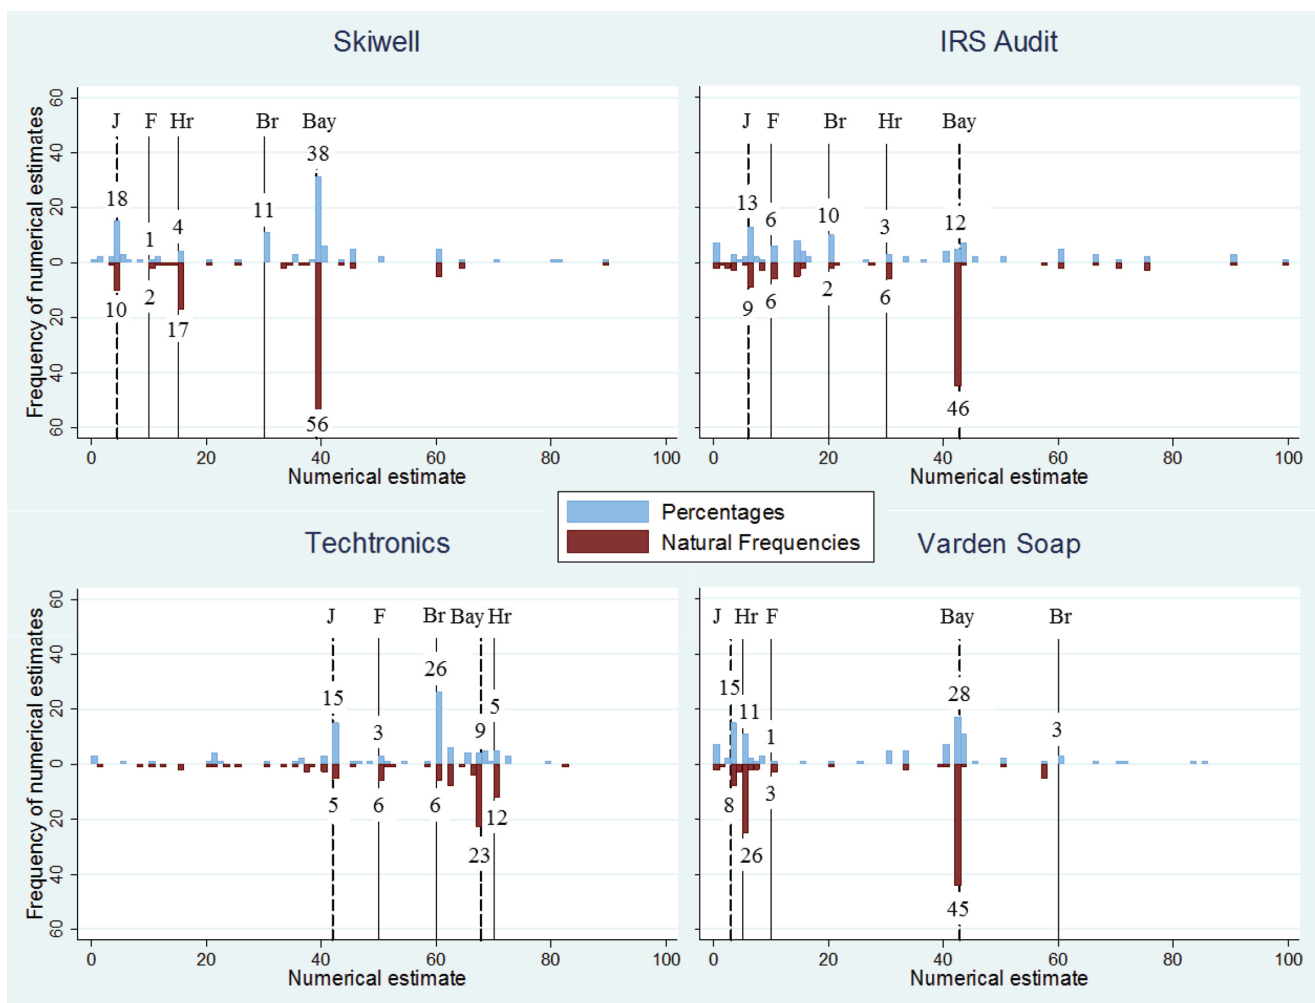 Skiwell
IRS Audit
Frequency of numerical estimates
60
40
20
0
20
40
60
J F Hr Br Bay
38
18
11
4
1
2
10
17
56
0 20 40 60 80 100
Numerical estimate
J F Br Hr Bay
13
6
10
3
12
9
6
2
6
46
0 20 40 60 80 100
Numerical estimate
Percentages
Natural Frequencies
Techtronics
Varden Soap
Frequency of numerical estimates
60
40
20
0
20
40
60
J F Br Bay Hr
26
15
3
9
5
5
6
6
12
23
0 20 40 60 80 100
Numerical estimate
J Hr F Bay Br
15
11
1
28
3
8
3
26
45
0 20 40 60 80 100
Numerical estimate